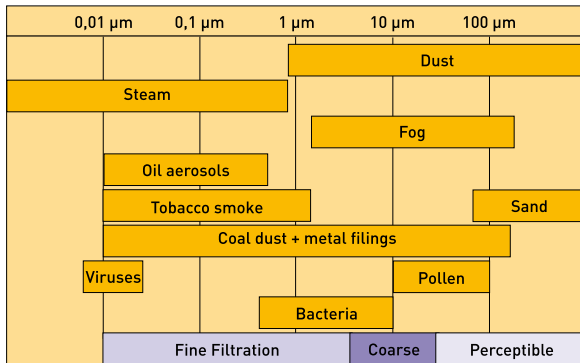 0,01 µm 0,1 µm 1 µm 10 µm 100 µm
Dust
Steam
Fog
Oil aerosols
Tobacco smoke Sand
Coal dust + metal filings
Viruses Pollen
Bacteria
Fine Filtration Coarse Perceptible